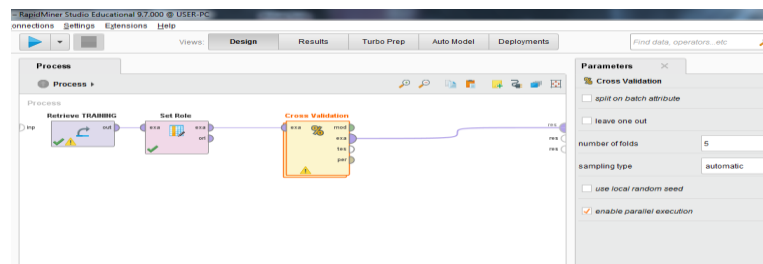 – RapidMiner Studio Educational 9.7.000 @ USER-PC
onnections Settings Extensions Help
Views: Design Results Turbo Prep Auto Model Deployments Find data, operators...etc
Process
Process
Process
Parameters
Cross Validation
split on batch attribute
leave one out
number of folds 5
sampling type automatic
use local random seed
enable parallel execution
Set Role
Cross Validation
Retrieve
inp out exa exa ori exa mod exa tes per res res res